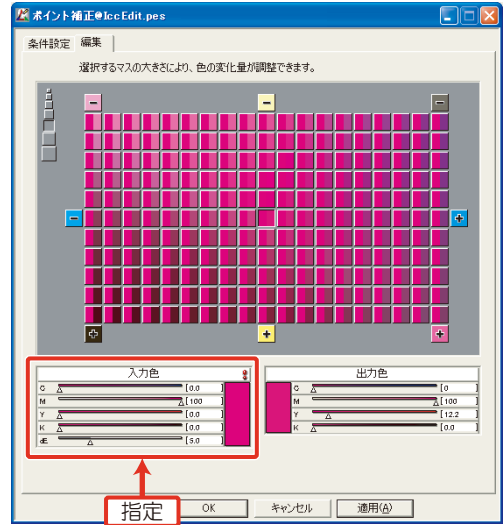 ポイント補正@IccEdit.pes
条件設定 編集
選択するマスの大きさにより、色の変化量が調整できます。
- - -
- +
+ + +
入力色 出力色
C [0.0 ] C [0 ]
M [100 ] M [100 ]
Y [0.0 ] Y [12.2 ]
K [0.0 ] K [0.0 ]
dE [5.0 ]
指定 OK キャンセル 適用(A)